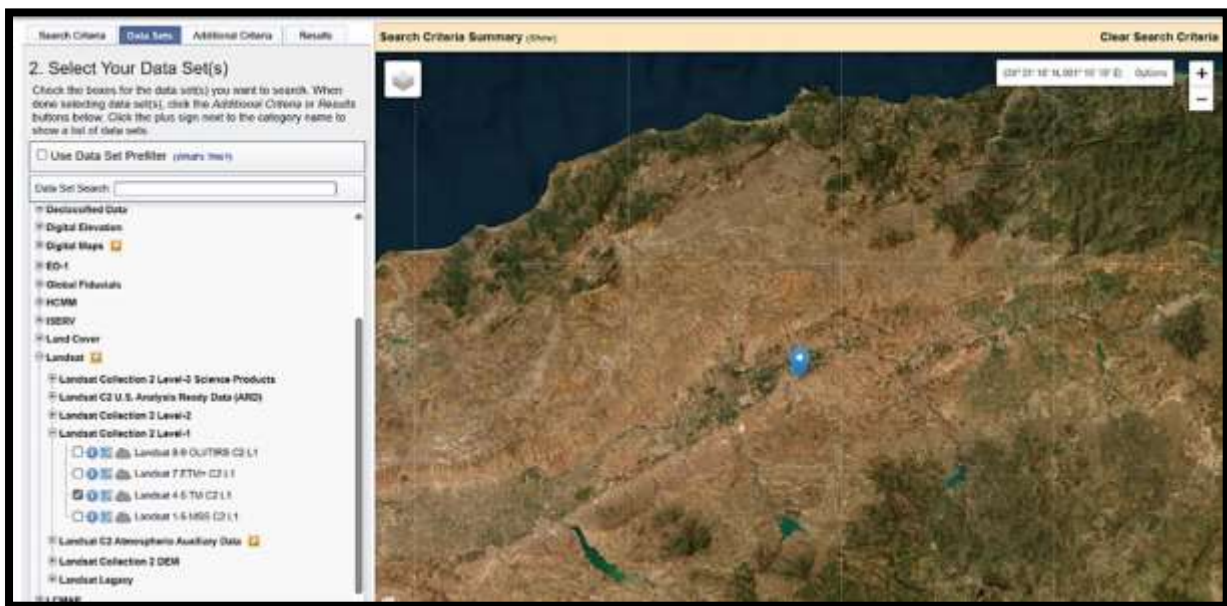 Search Criteria Data Sets Additional Criteria Results
Search Criteria Summary (Show)
Clear Search Criteria
2. Select Your Data Set(s)
Check the boxes for the data set(s) you want to search. When
done selecting data set(s), click the Additional Criteria or Results
buttons below. Click the plus sign next to the category name to
show a list of data sets.
Use Data Set Prefilter (What's This?)
Data Set Search:
Declassified Data
Digital Elevation
Digital Maps
EO-1
Global Fiducials
HCMM
ISERV
Land Cover
Landsat
Landsat Collection 2 Level-3 Science Products
Landsat C2 U.S. Analysis Ready Data (ARD)
Landsat Collection 2 Level-2
Landsat Collection 2 Level-1
Landsat 8-9 OLI/TIRS C2 L1
Landsat 7 ETM+ C2 L1
Landsat 4-5 TM C2 L1
Landsat 1-5 MSS C2 L1
Landsat C2 Atmospheric Auxiliary Data
Landsat Collection 2 DEM
Landsat Legacy
LCMAP
Options
+
−